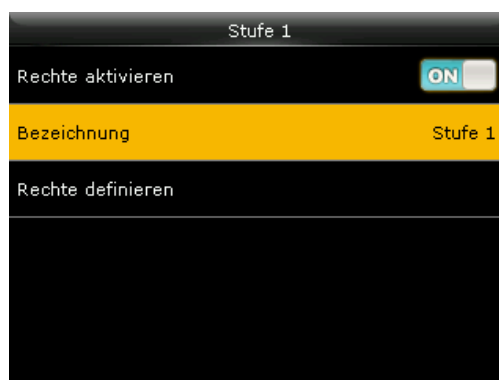 Stufe 1
Rechte aktivieren ON
Bezeichnung Stufe 1
Rechte definieren